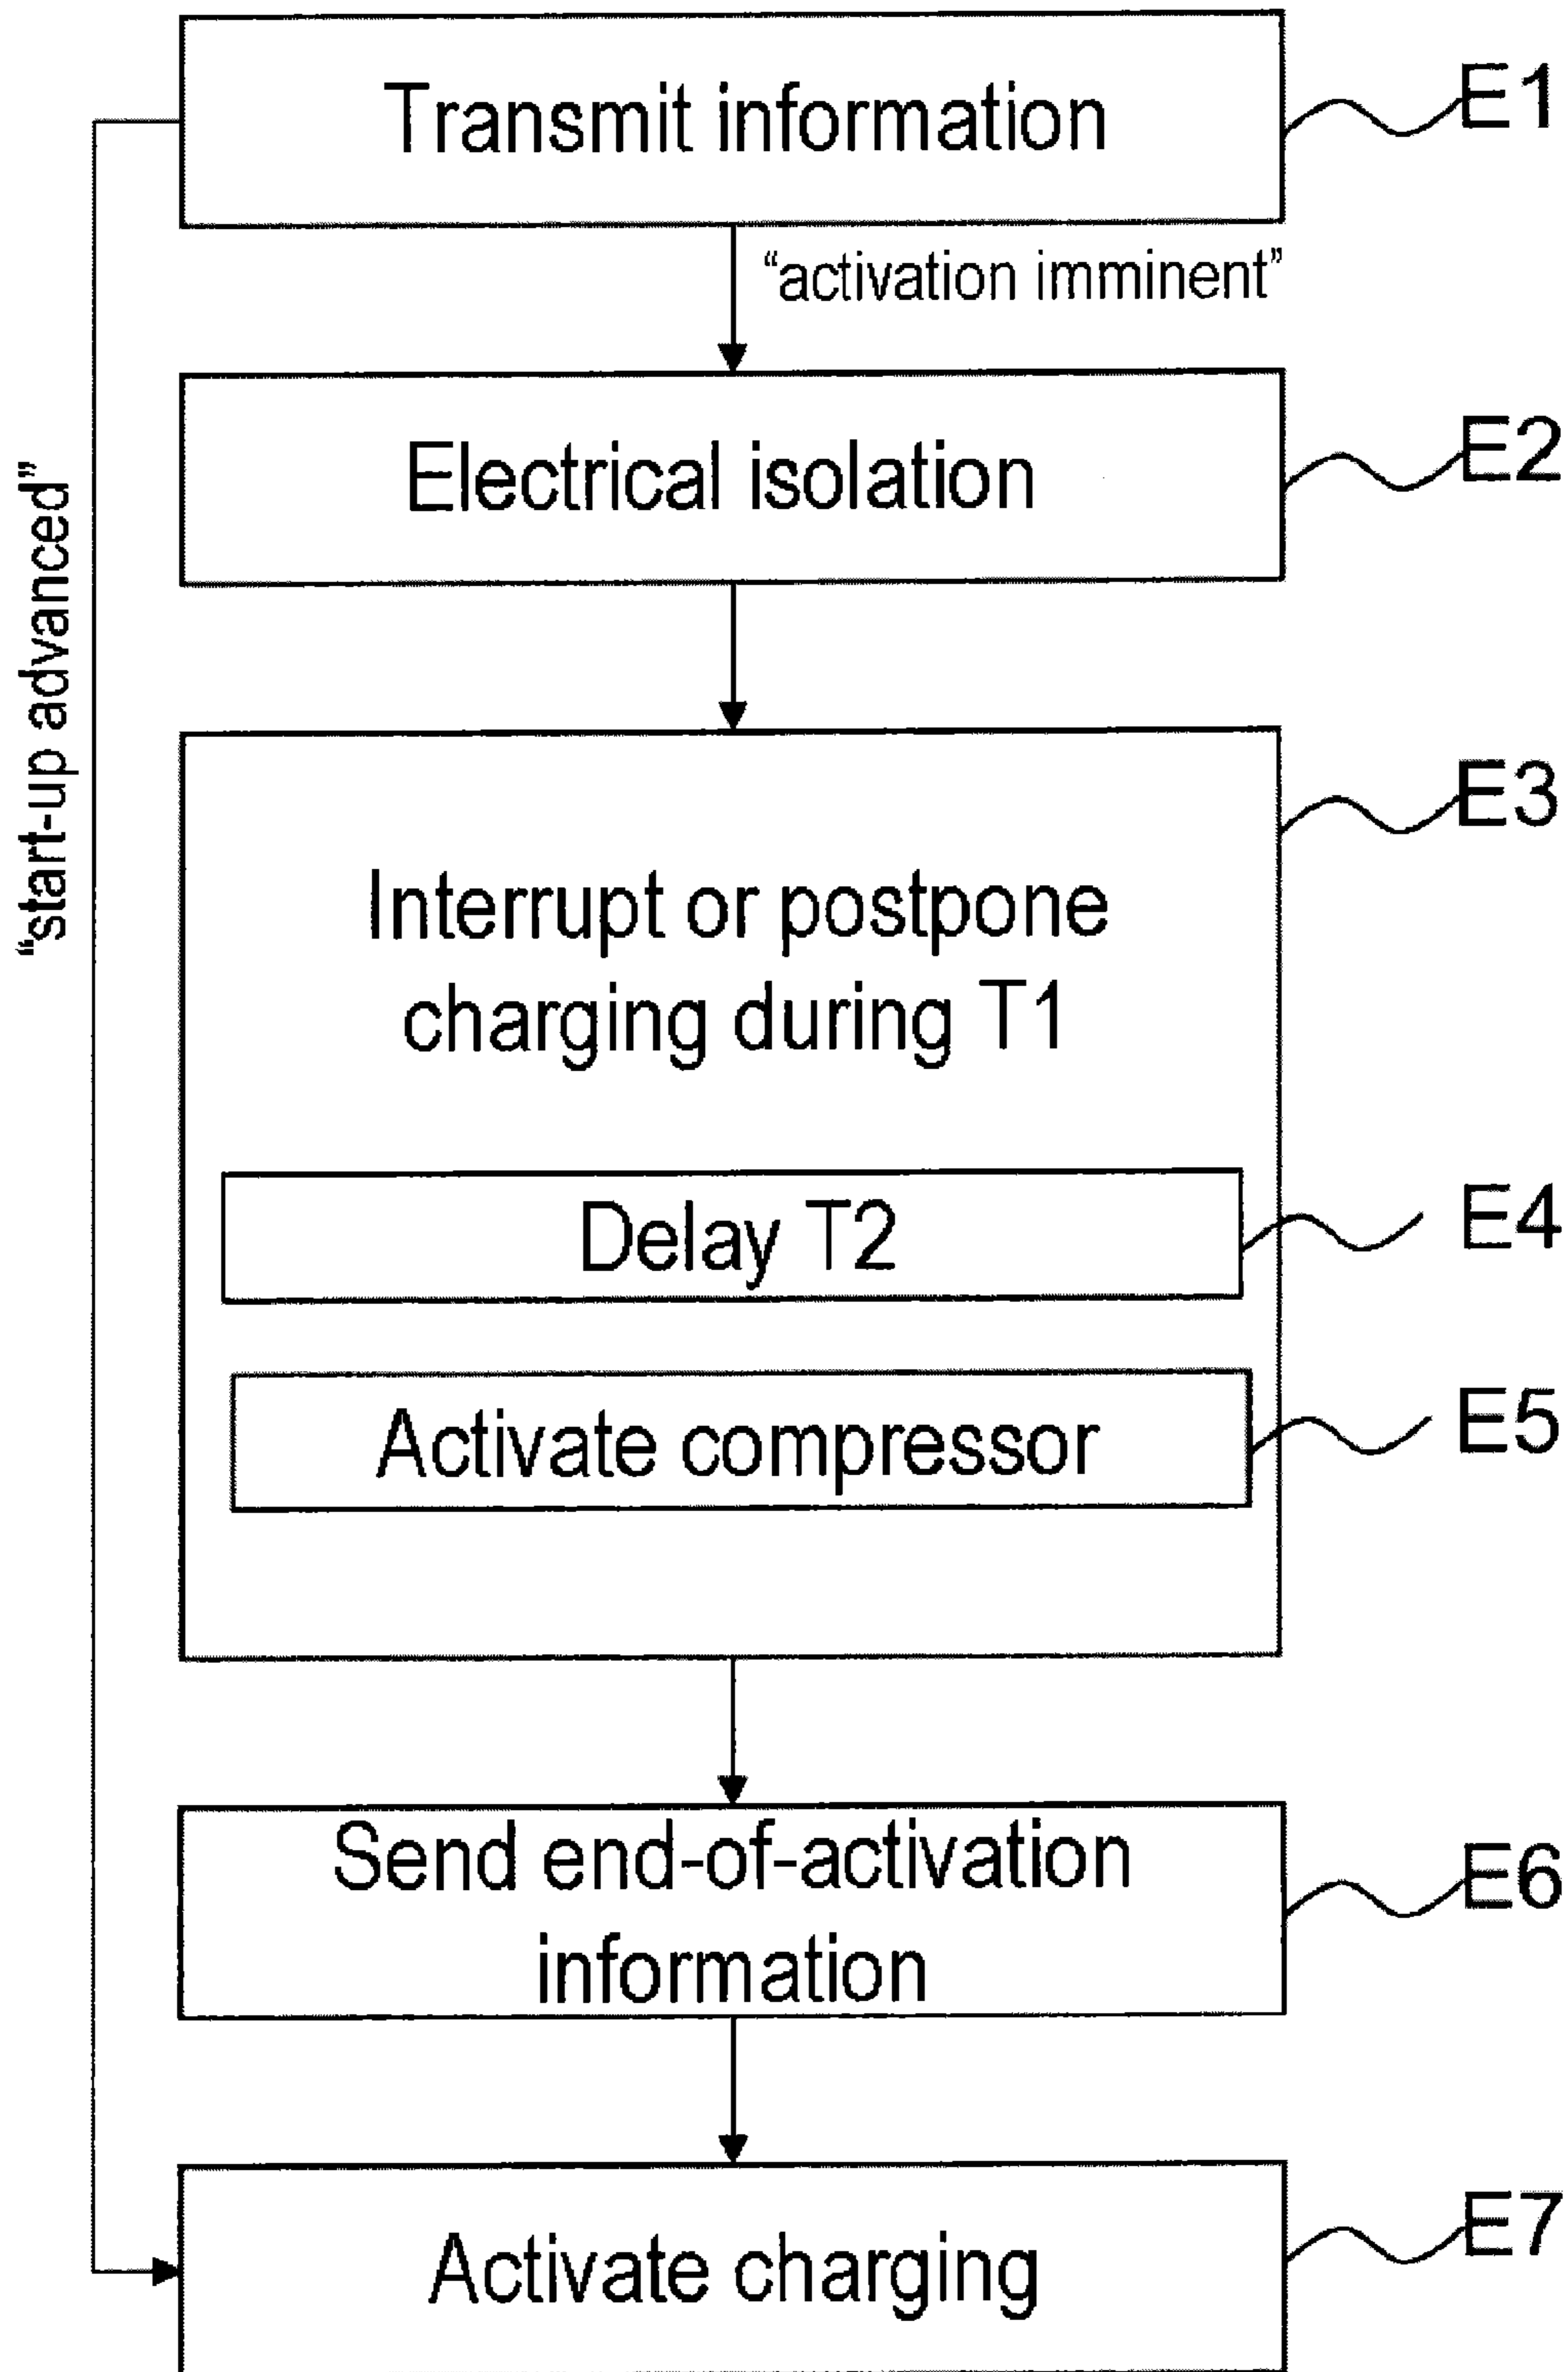 Transmit information
E1
“activation imminent”
Electrical isolation
E2
“start-up advanced”
Interrupt or postpone
charging during T1
E3
Delay T2
E4
Activate compressor
E5
Send end-of-activation
information
E6
Activate charging
E7